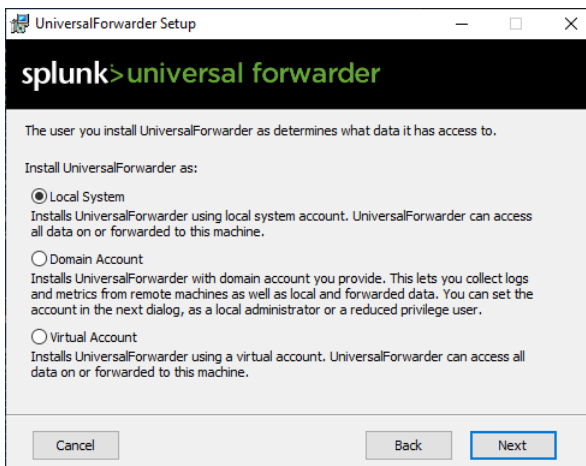 UniversalForwarder Setup
splunk>universal forwarder
The user you install UniversalForwarder as determines what data it has access to.
Install UniversalForwarder as:
Local System
Installs UniversalForwarder using local system account. UniversalForwarder can access
all data on or forwarded to this machine.
Domain Account
Installs UniversalForwarder with domain account you provide. This lets you collect logs
and metrics from remote machines as well as local and forwarded data. You can set the
account in the next dialog, as a local administrator or a reduced privilege user.
Virtual Account
Installs UniversalForwarder using a virtual account. UniversalForwarder can access all
data on or forwarded to this machine.
Cancel Back Next